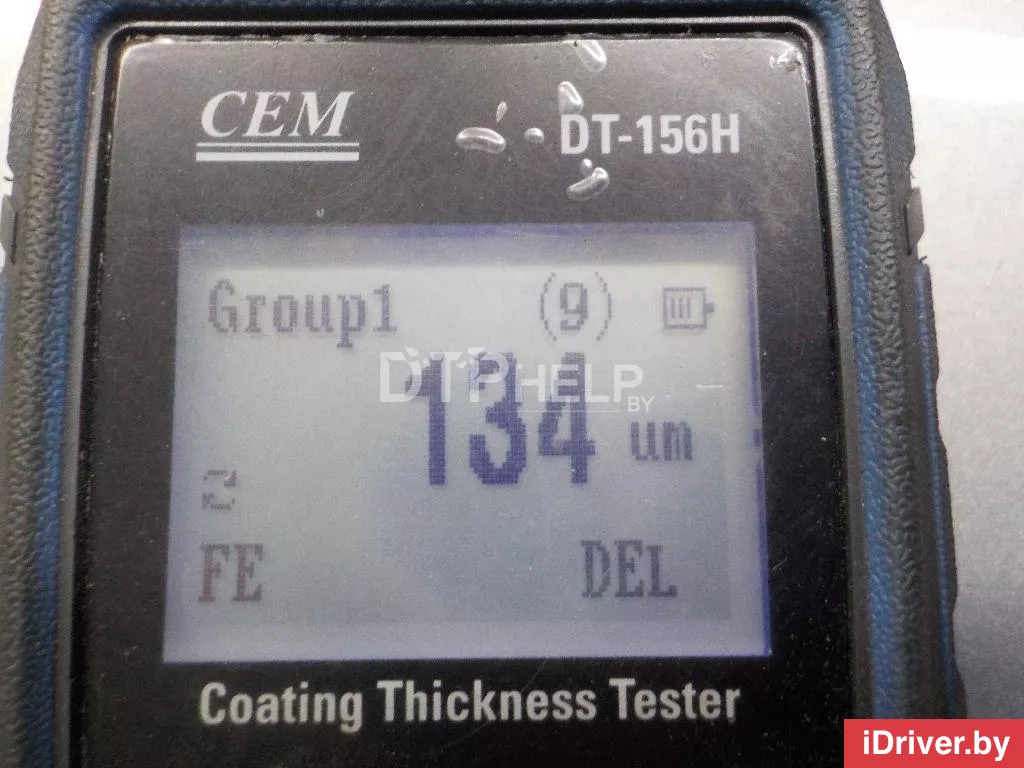 CEM
DT-156H
Group1 (9)
DTPHELP
BY
134 um
FE DEL
Coating Thickness Tester
iDriver.by